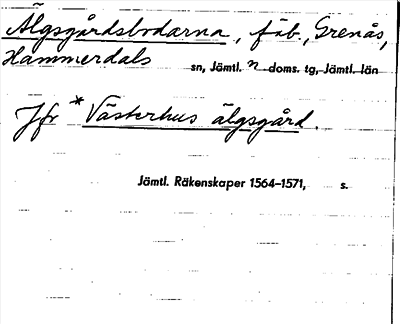 Älgsgårdsbodarna, fäb., Grenås,
Hammerdals sn, Jämtl. n doms. tg, Jämtl. län
Jfr *Västerhus älgsgård.
Jämtl. Räkenskaper 1564–1571, s.